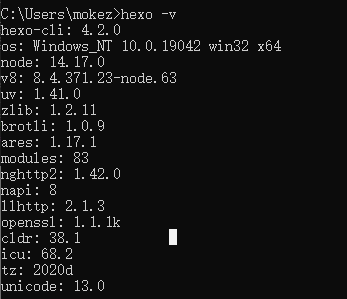 C:\Users\mokez>hexo -v
hexo-cli: 4.2.0
os: Windows_NT 10.0.19042 win32 x64
node: 14.17.0
v8: 8.4.371.23-node.63
uv: 1.41.0
zlib: 1.2.11
brotli: 1.0.9
ares: 1.17.1
modules: 83
nghttp2: 1.42.0
napi: 8
llhttp: 2.1.3
openssl: 1.1.1k
cldr: 38.1
icu: 68.2
tz: 2020d
unicode: 13.0